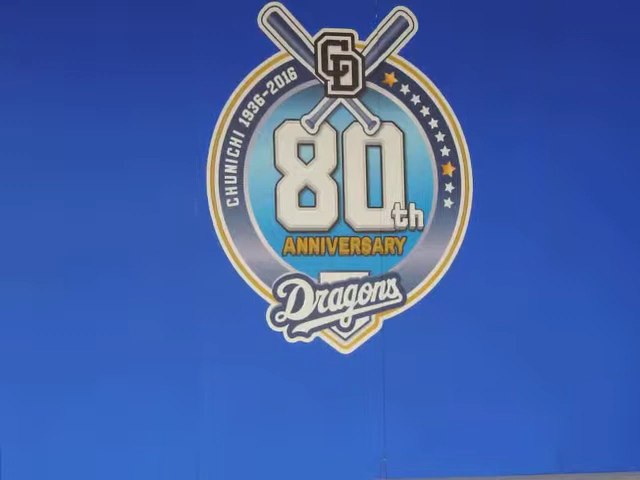 CD
CHUNICHI 1936-2016
80th
ANNIVERSARY
Dragons